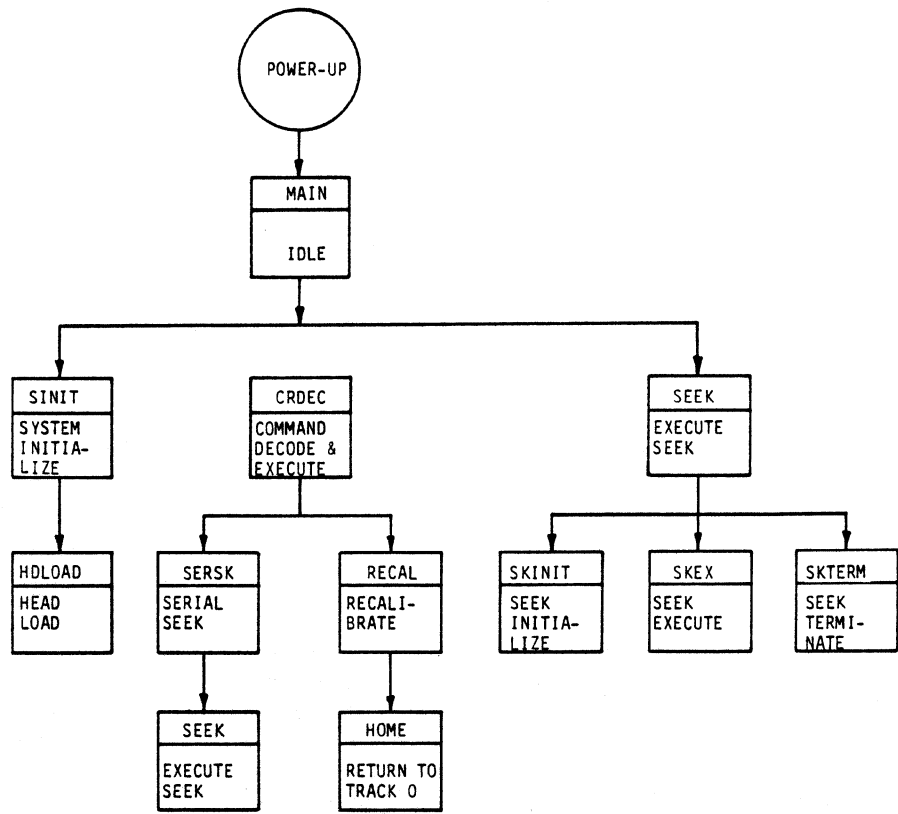 POWER-UP
MAIN
IDLE
SINIT
SYSTEM
INITIA-
LIZE
CRDEC
COMMAND
DECODE &
EXECUTE
SEEK
EXECUTE
SEEK
HDLOAD
HEAD
LOAD
SERSK
SERIAL
SEEK
RECAL
RECALI-
BRATE
SKINIT
SEEK
INITIA-
LIZE
SKEX
SEEK
EXECUTE
SKTERM
SEEK
TERMI-
NATE
SEEK
EXECUTE
SEEK
HOME
RETURN TO
TRACK 0